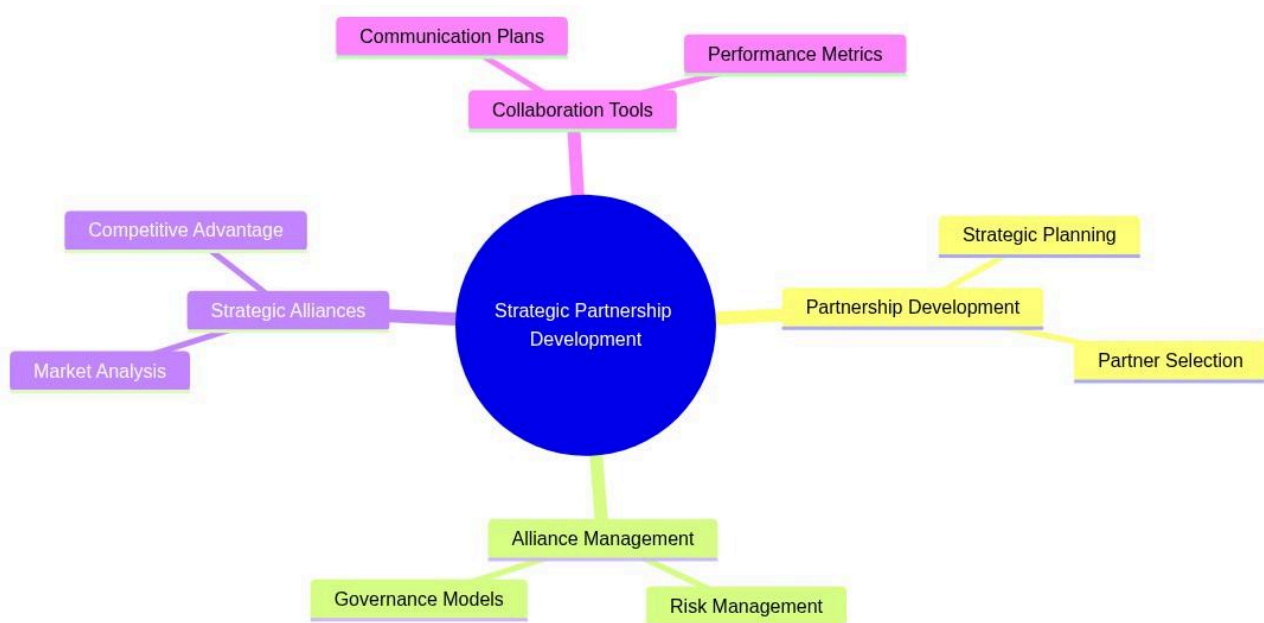 Communication Plans
Performance Metrics
Collaboration Tools
Competitive Advantage
Strategic Planning
Strategic Alliances
Strategic Partnership
Development
Partnership Development
Market Analysis
Partner Selection
Alliance Management
Governance Models
Risk Management